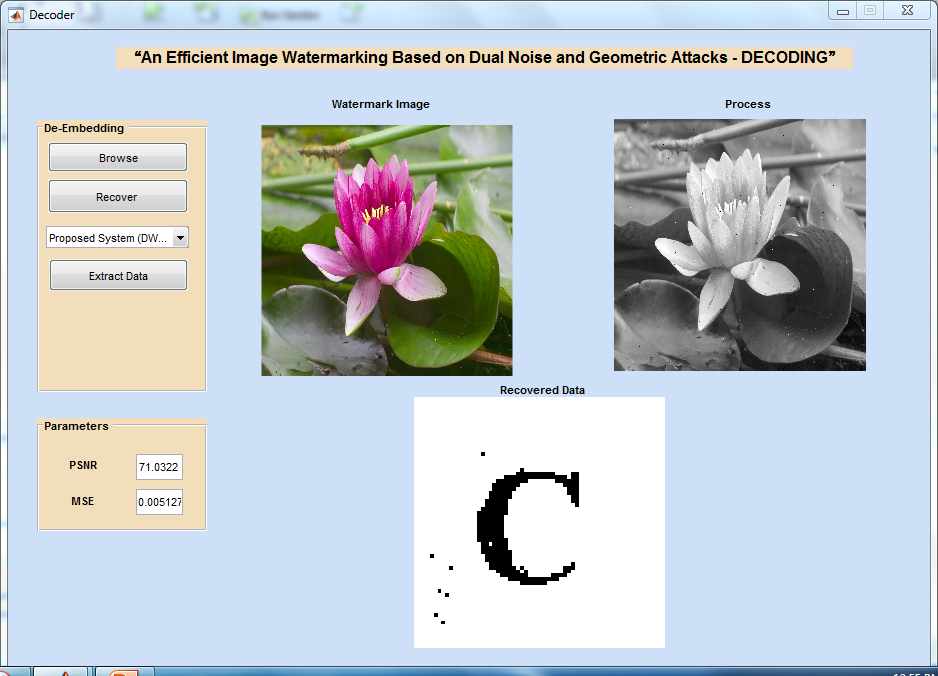 Decoder
“An Efficient Image Watermarking Based on Dual Noise and Geometric Attacks - DECODING”
Watermark Image
Process
De-Embedding
Browse
Recover
Proposed System (DW...
Extract Data
Recovered Data
C
Parameters
PSNR
71.0322
MSE
0.005127